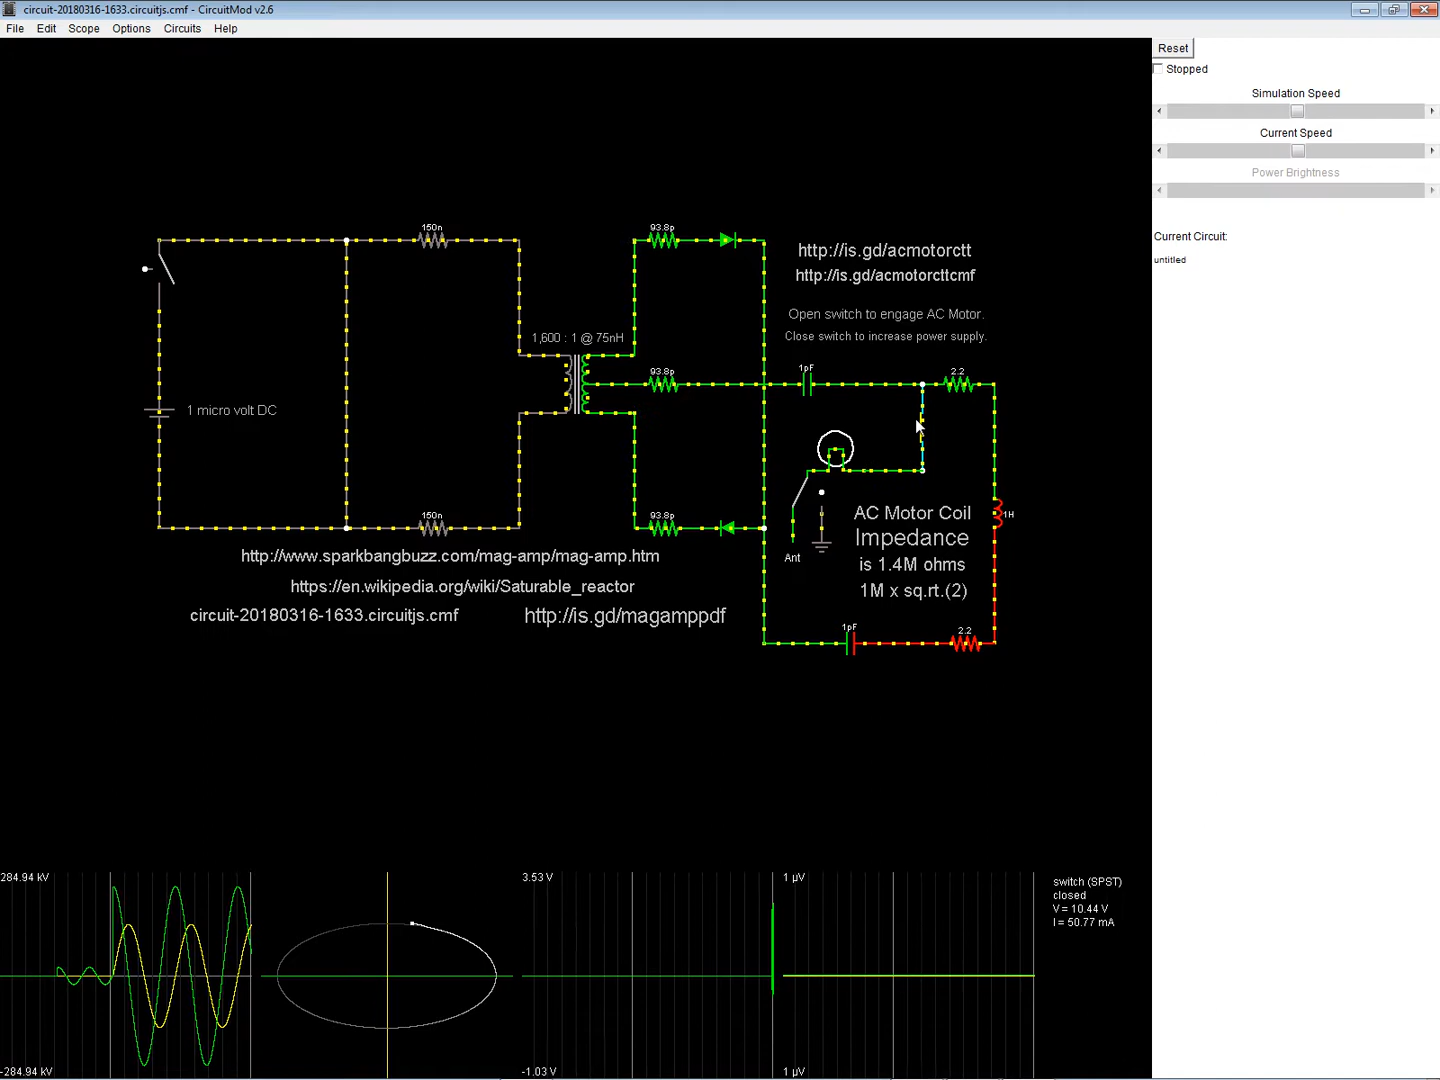 circuit-20180316-1633.circuitjs.cmf - CircuitMod v2.6
File Edit Scope Options Circuits Help
Reset
Stopped
Simulation Speed
Current Speed
Power Brightness
Current Circuit:
untitled
150n
93.8p
http://is.gd/acmotorctt
http://is.gd/acmotorcttcmf
Open switch to engage AC Motor.
Close switch to increase power supply.
1,600 : 1 @ 75nH
93.8p
1pF
2.2
1 micro volt DC
150n
93.8p
AC Motor Coil
Impedance
is 1.4M ohms
1M x sq.rt.(2)
1H
Ant
http://www.sparkbangbuzz.com/mag-amp/mag-amp.htm
https://en.wikipedia.org/wiki/Saturable_reactor
circuit-20180316-1633.circuitjs.cmf
http://is.gd/magamppdf
1pF
2.2
284.94 kV
3.53 V
1 µV
switch (SPST)
closed
V = 10.44 V
I = 50.77 mA
-284.94 kV
-1.03 V
1 µV